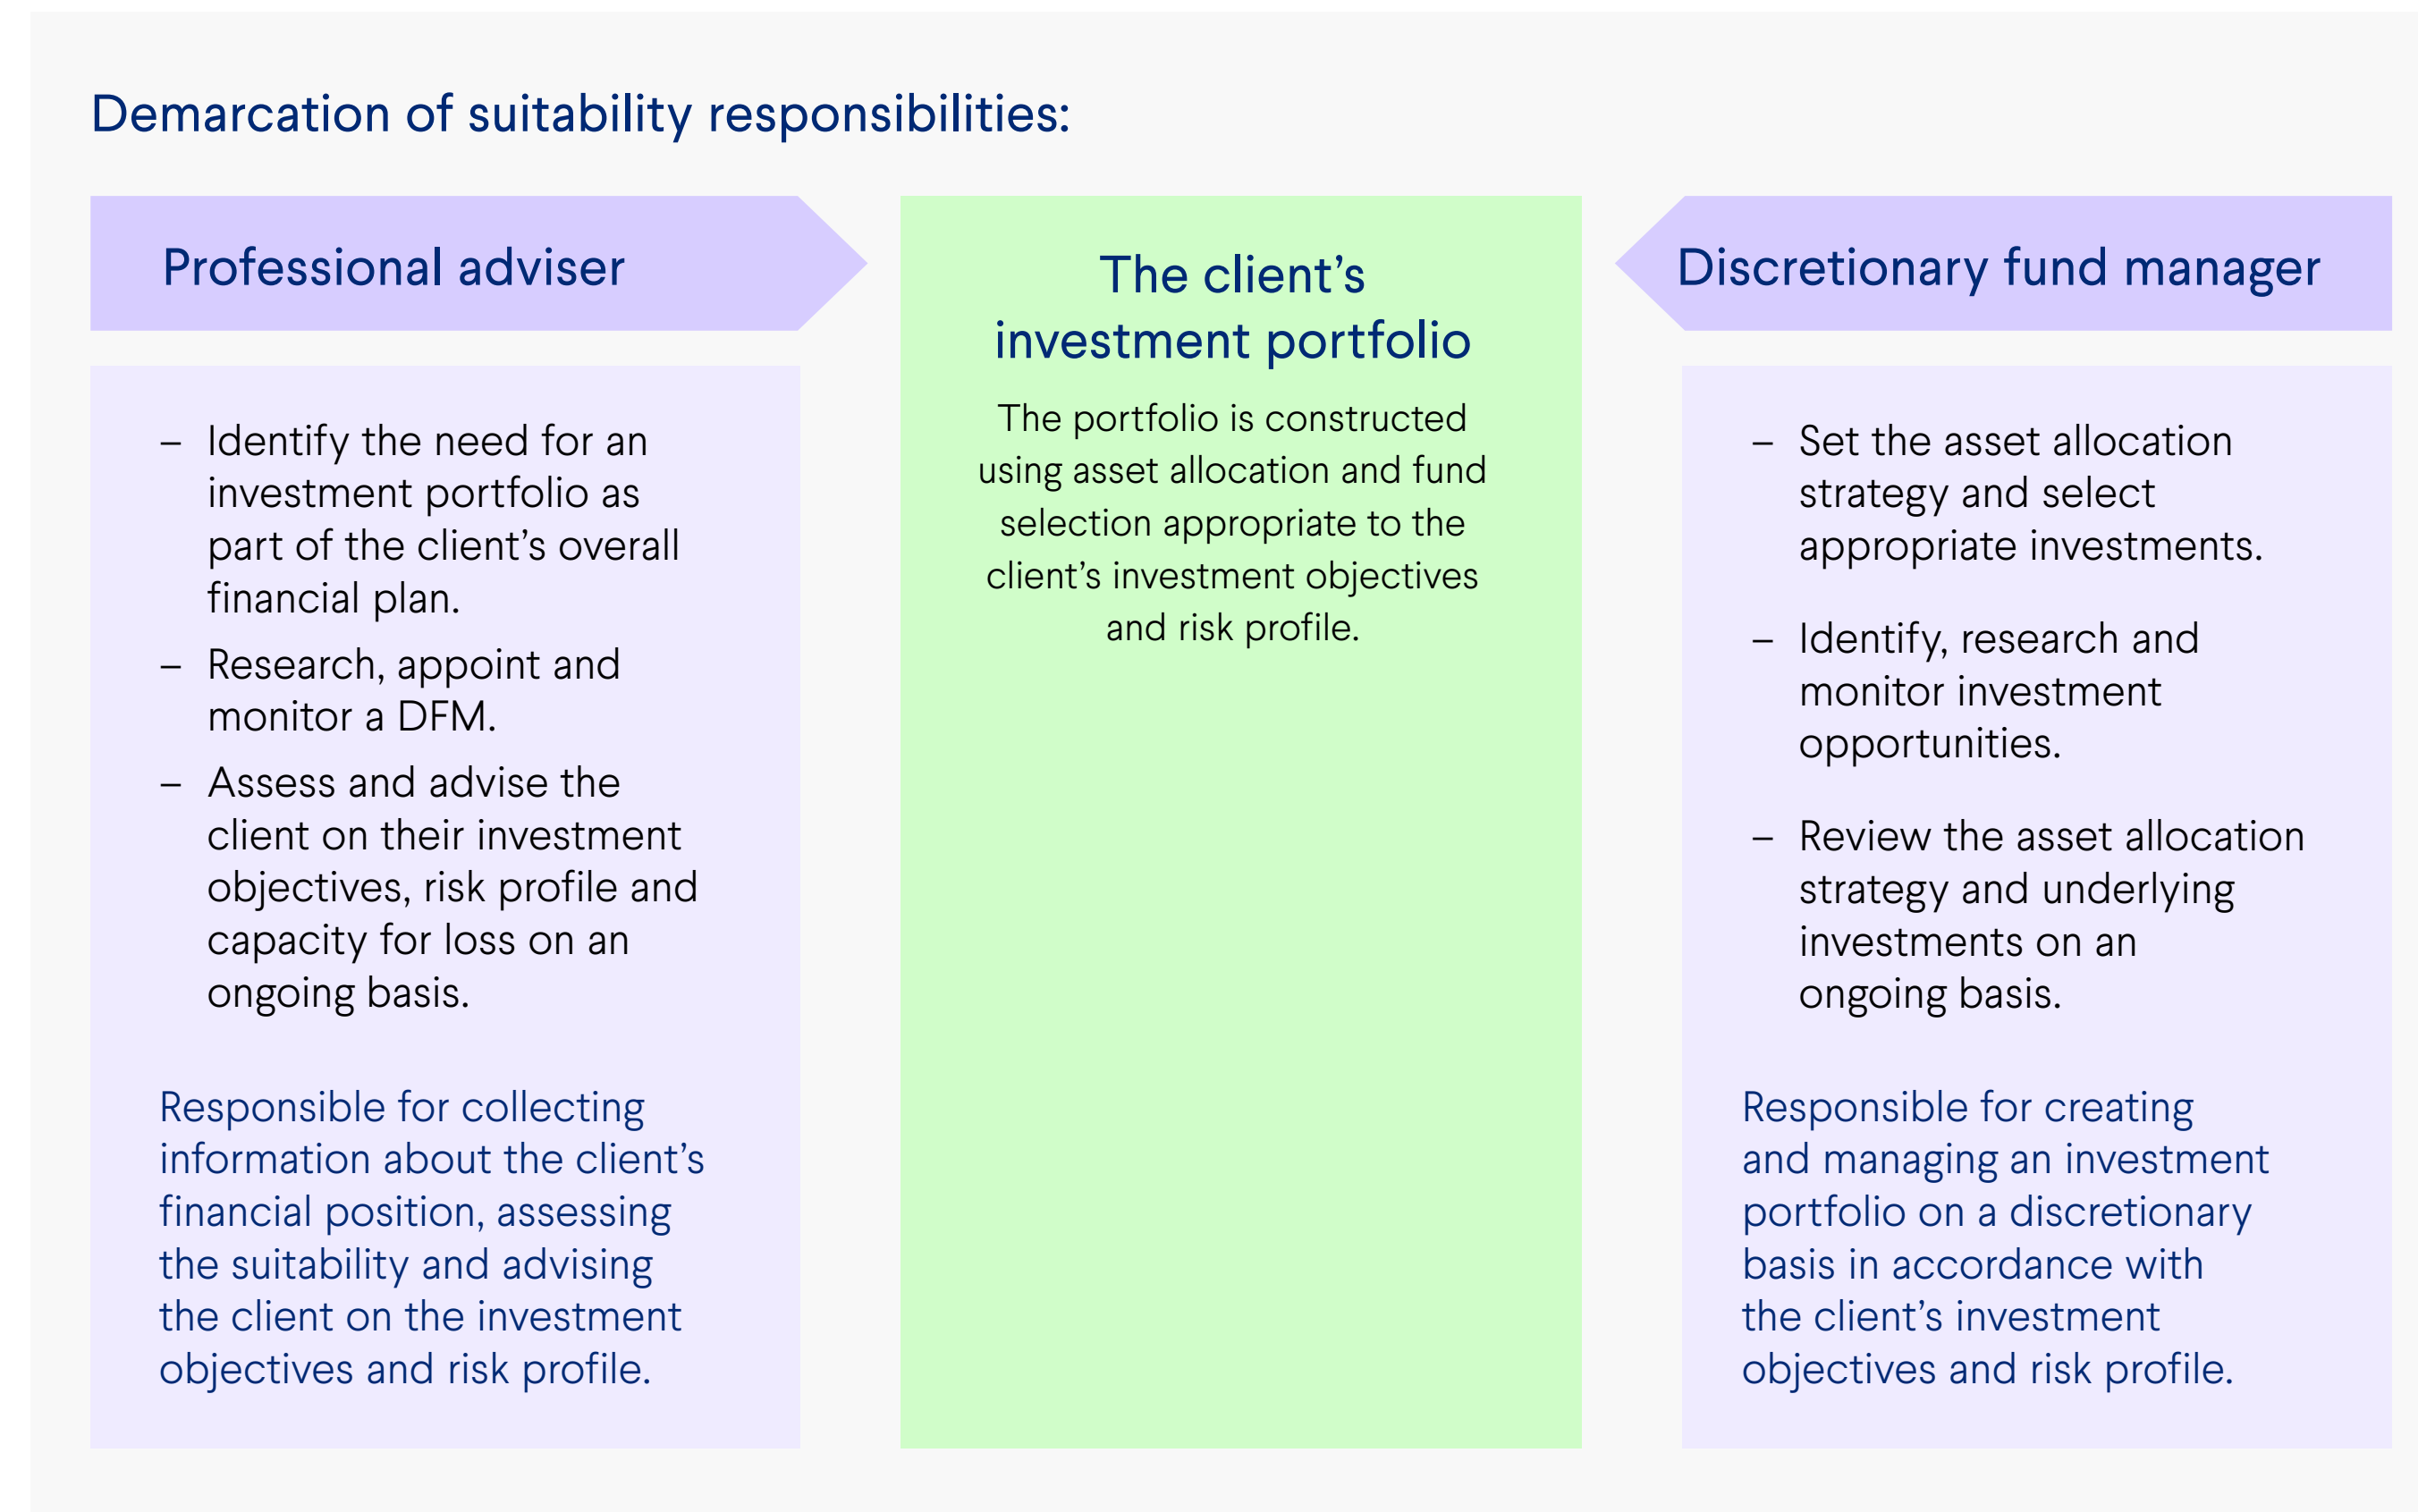 Demarcation of suitability responsibilities:
Professional adviser
– Identify the need for an
investment portfolio as
part of the client’s overall
financial plan.
– Research, appoint and
monitor a DFM.
– Assess and advise the
client on their investment
objectives, risk profile and
capacity for loss on an
ongoing basis.
Responsible for collecting
information about the client’s
financial position, assessing
the suitability and advising
the client on the investment
objectives and risk profile.
The client’s
investment portfolio
The portfolio is constructed
using asset allocation and fund
selection appropriate to the
client’s investment objectives
and risk profile.
Discretionary fund manager
– Set the asset allocation
strategy and select
appropriate investments.
– Identify, research and
monitor investment
opportunities.
– Review the asset allocation
strategy and underlying
investments on an
ongoing basis.
Responsible for creating
and managing an investment
portfolio on a discretionary
basis in accordance with
the client’s investment
objectives and risk profile.